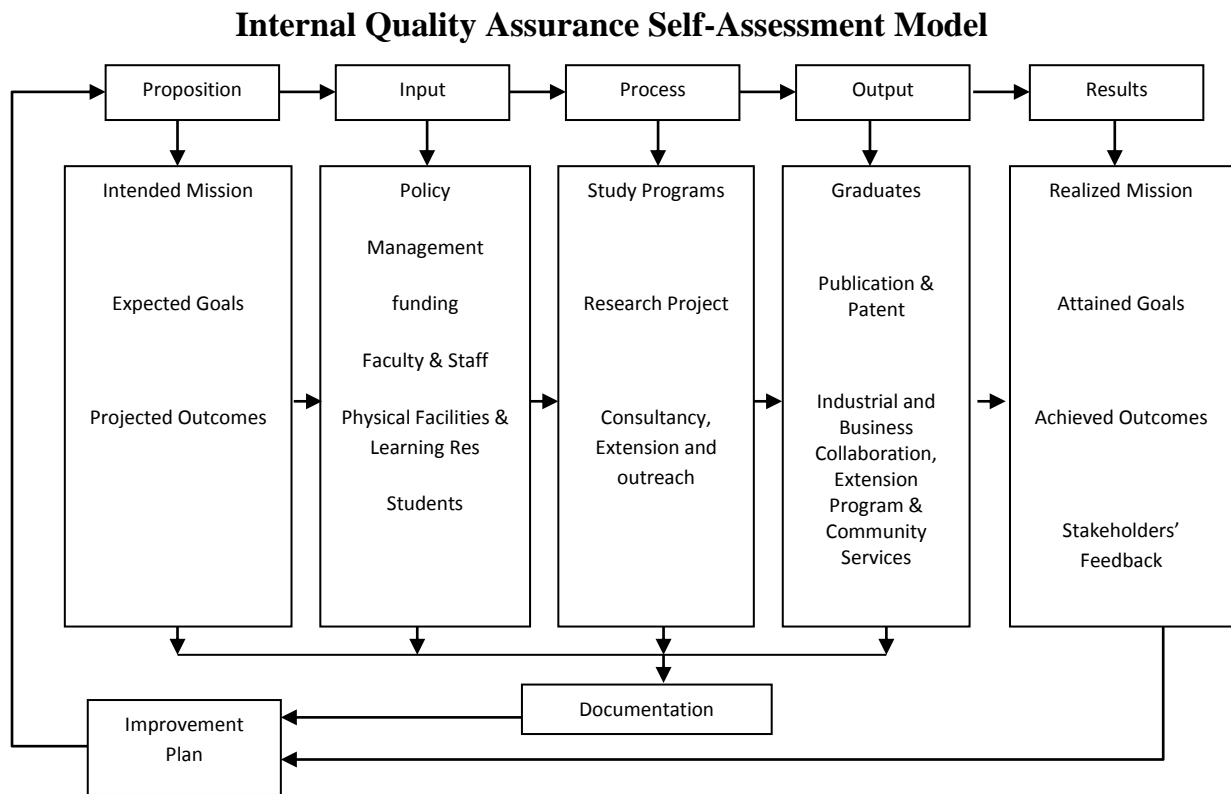 Internal Quality Assurance Self-Assessment Model
Proposition
Input
Process
Output
Results
Intended Mission
Expected Goals
Projected Outcomes
Policy
Management
funding
Faculty & Staff
Physical Facilities &
Learning Res
Students
Study Programs
Research Project
Consultancy,
Extension and
outreach
Graduates
Publication &
Patent
Industrial and
Business
Collaboration,
Extension
Program &
Community
Services
Realized Mission
Attained Goals
Achieved Outcomes
Stakeholders’
Feedback
Documentation
Improvement
Plan